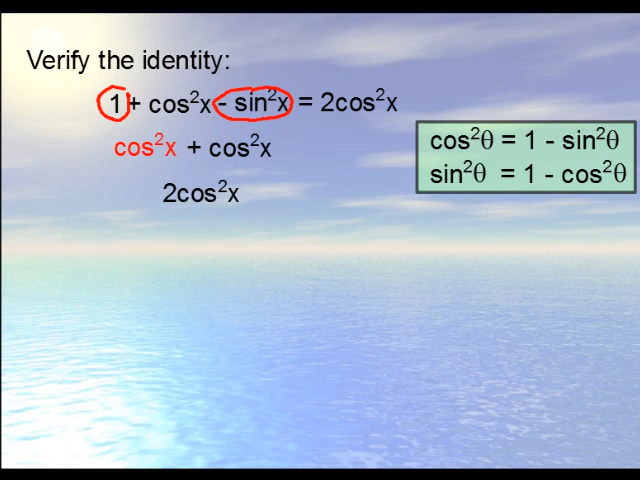 Verify the identity:
1 + cos²x - sin²x = 2cos²x
cos²x + cos²x
2cos²x
cos²θ = 1 - sin²θ
sin²θ = 1 - cos²θ